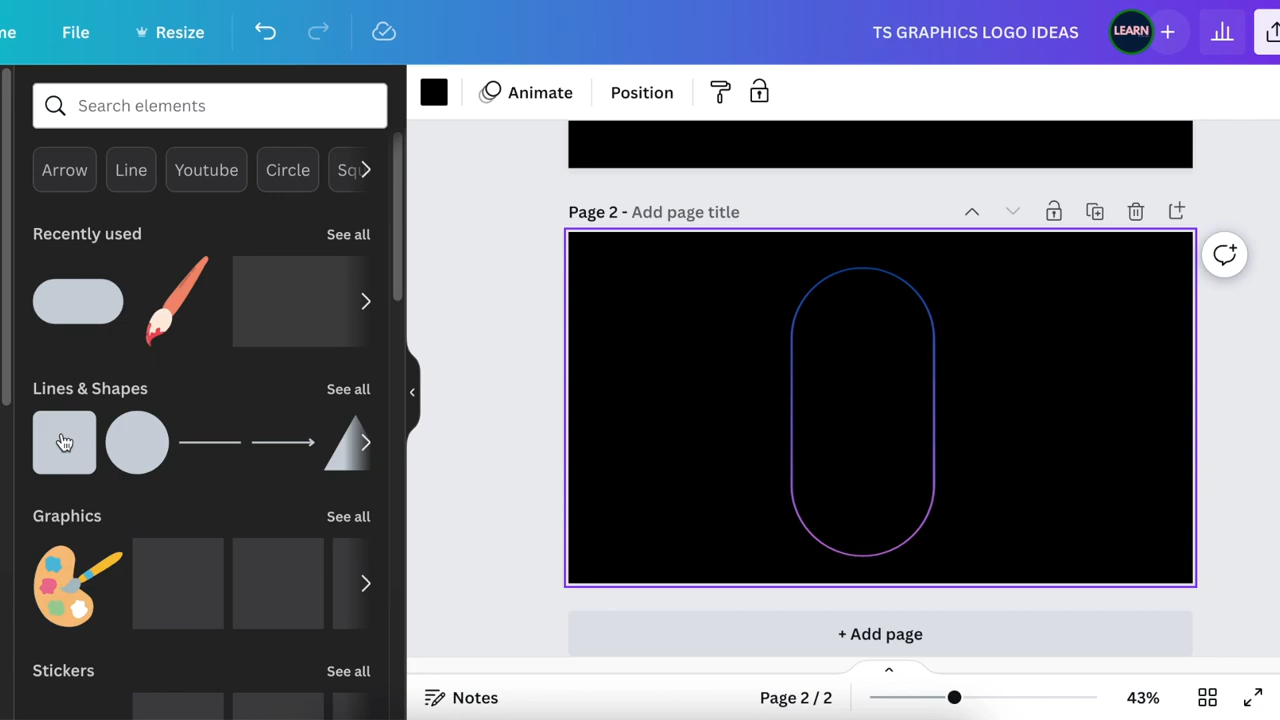 me File Resize TS GRAPHICS LOGO IDEAS LEARN
Search elements
Animate Position
Arrow Line Youtube Circle Squ
Page 2 - Add page title
Recently used See all
Lines & Shapes See all
Graphics See all
+ Add page
Stickers See all
Notes Page 2 / 2 43%